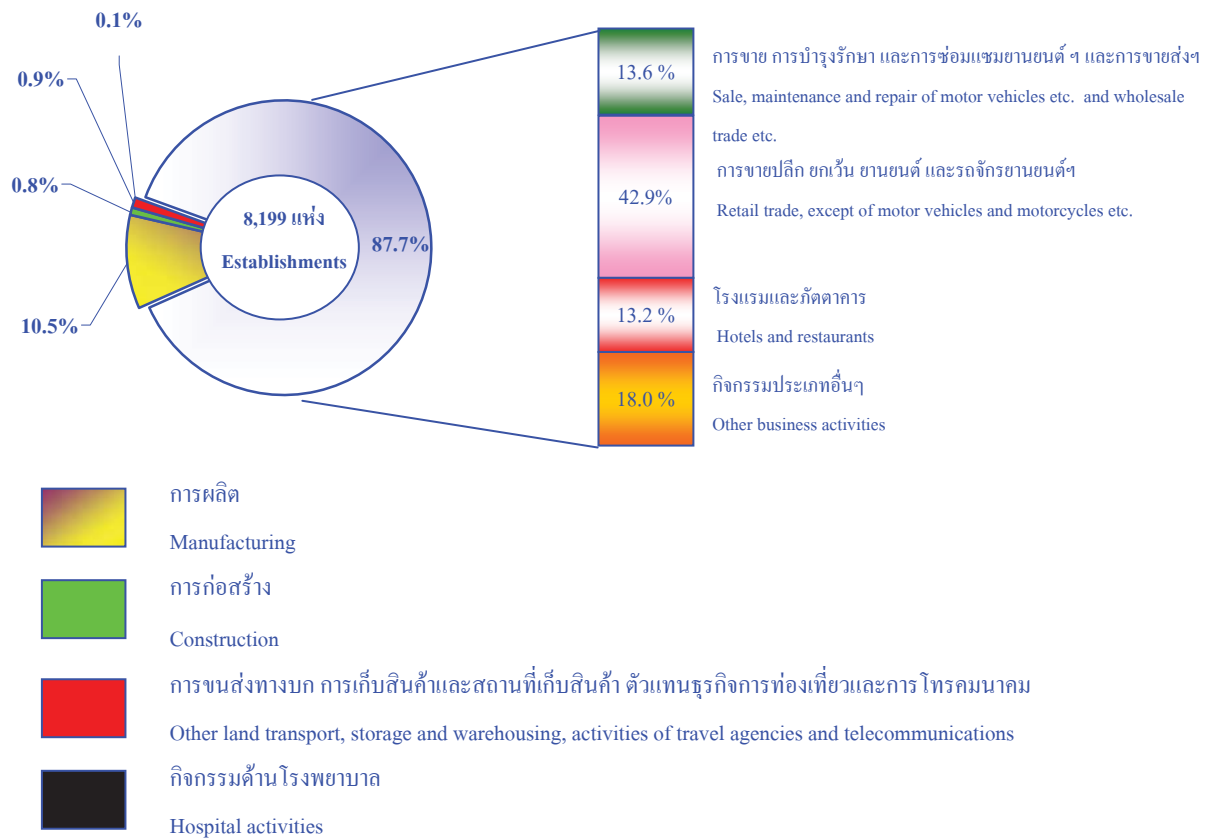 0.1%
0.9%
0.8%
10.5%
8,199 แห่ง
Establishments
87.7%
13.6 %
การขาย การบำรุงรักษา และการซ่อมแซมยานยนต์ ฯ และการขายส่งฯ
Sale, maintenance and repair of motor vehicles etc. and wholesale
trade etc.
42.9%
การขายปลีก ยกเว้น ยานยนต์ และรถจักรยานยนต์ฯ
Retail trade, except of motor vehicles and motorcycles etc.
13.2 %
โรงแรมและภัตตาคาร
Hotels and restaurants
18.0 %
กิจกรรมประเภทอื่นๆ
Other business activities
การผลิต
Manufacturing
การก่อสร้าง
Construction
การขนส่งทางบก การเก็บสินค้าและสถานที่เก็บสินค้า ตัวแทนธุรกิจการท่องเที่ยวและการโทรคมนาคม
Other land transport, storage and warehousing, activities of travel agencies and telecommunications
กิจกรรมด้านโรงพยาบาล
Hospital activities